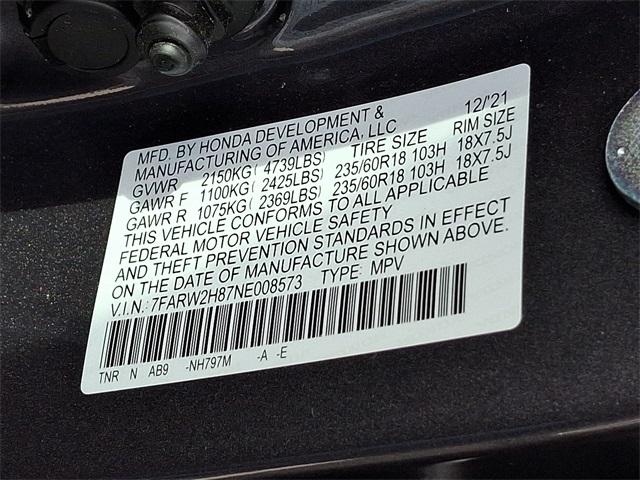 MFD. BY HONDA DEVELOPMENT & 12/'21
MANUFACTURING OF AMERICA, LLC
TIRE SIZE RIM SIZE
GVWR 2150KG( 4739LBS)
GAWR F 1100KG( 2425LBS) 235/60R18 103H 18X7.5J
GAWR R 1075KG( 2369LBS) 235/60R18 103H 18X7.5J
THIS VEHICLE CONFORMS TO ALL APPLICABLE
FEDERAL MOTOR VEHICLE SAFETY
AND THEFT PREVENTION STANDARDS IN EFFECT
ON THE DATE OF MANUFACTURE SHOWN ABOVE.
V.I.N.: 7FARW2H87NE008573 TYPE: MPV
TNR N AB9 -NH797M -A -E